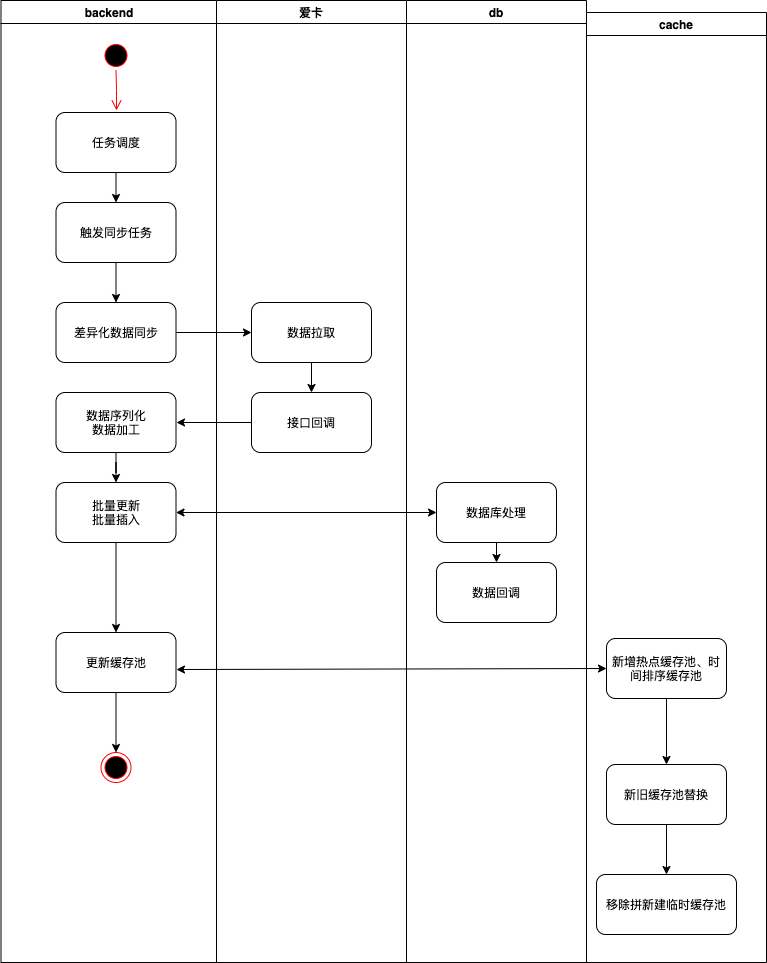 backend
爱卡
db
cache
任务调度
触发同步任务
差异化数据同步
数据拉取
数据序列化
数据加工
接口回调
批量更新
批量插入
数据库处理
数据回调
更新缓存池
新增热点缓存池、时
间排序缓存池
新旧缓存池替换
移除拼新建临时缓存池